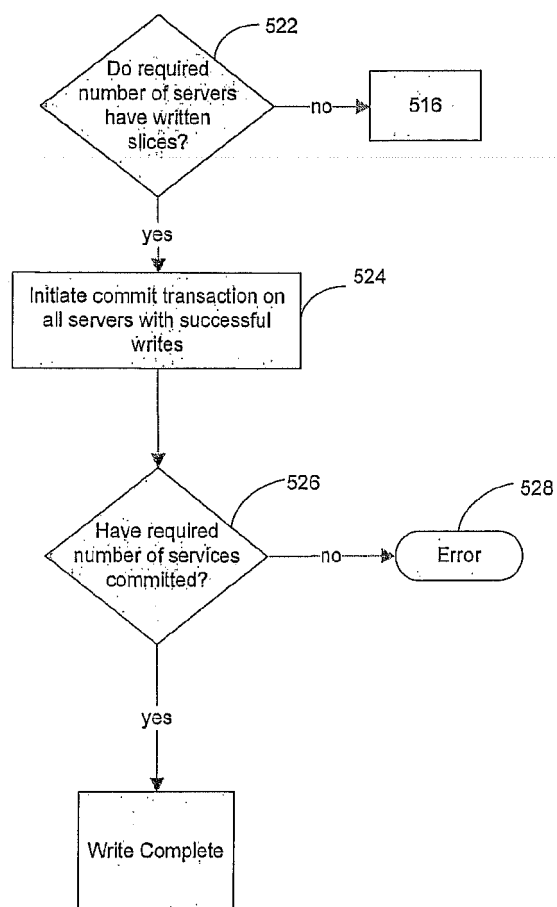 522
Do required
number of servers
have written
slices?
no
516
yes
524
Initiate commit transaction on
all servers with successful
writes
526
528
Have required
number of services
committed?
no
Error
yes
Write Complete